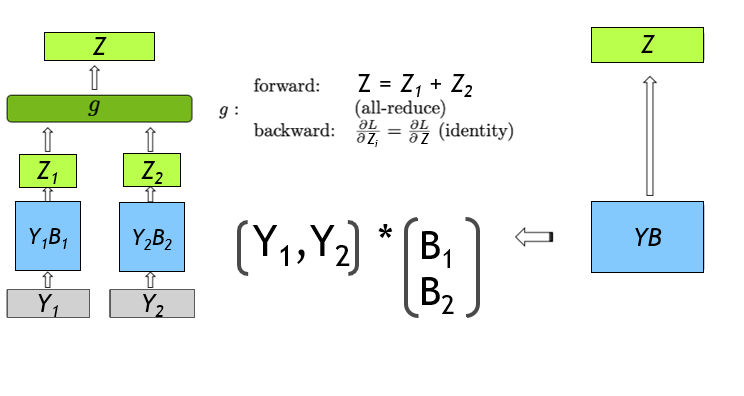 Z
g
Z₁ Z₂
Y₁B₁ Y₂B₂
Y₁ Y₂
g :
forward: Z = Z₁ + Z₂
(all-reduce)
backward: ∂L/∂Zᵢ = ∂L/∂Z (identity)
(Y₁,Y₂) * (B₁
B₂)
Z
YB